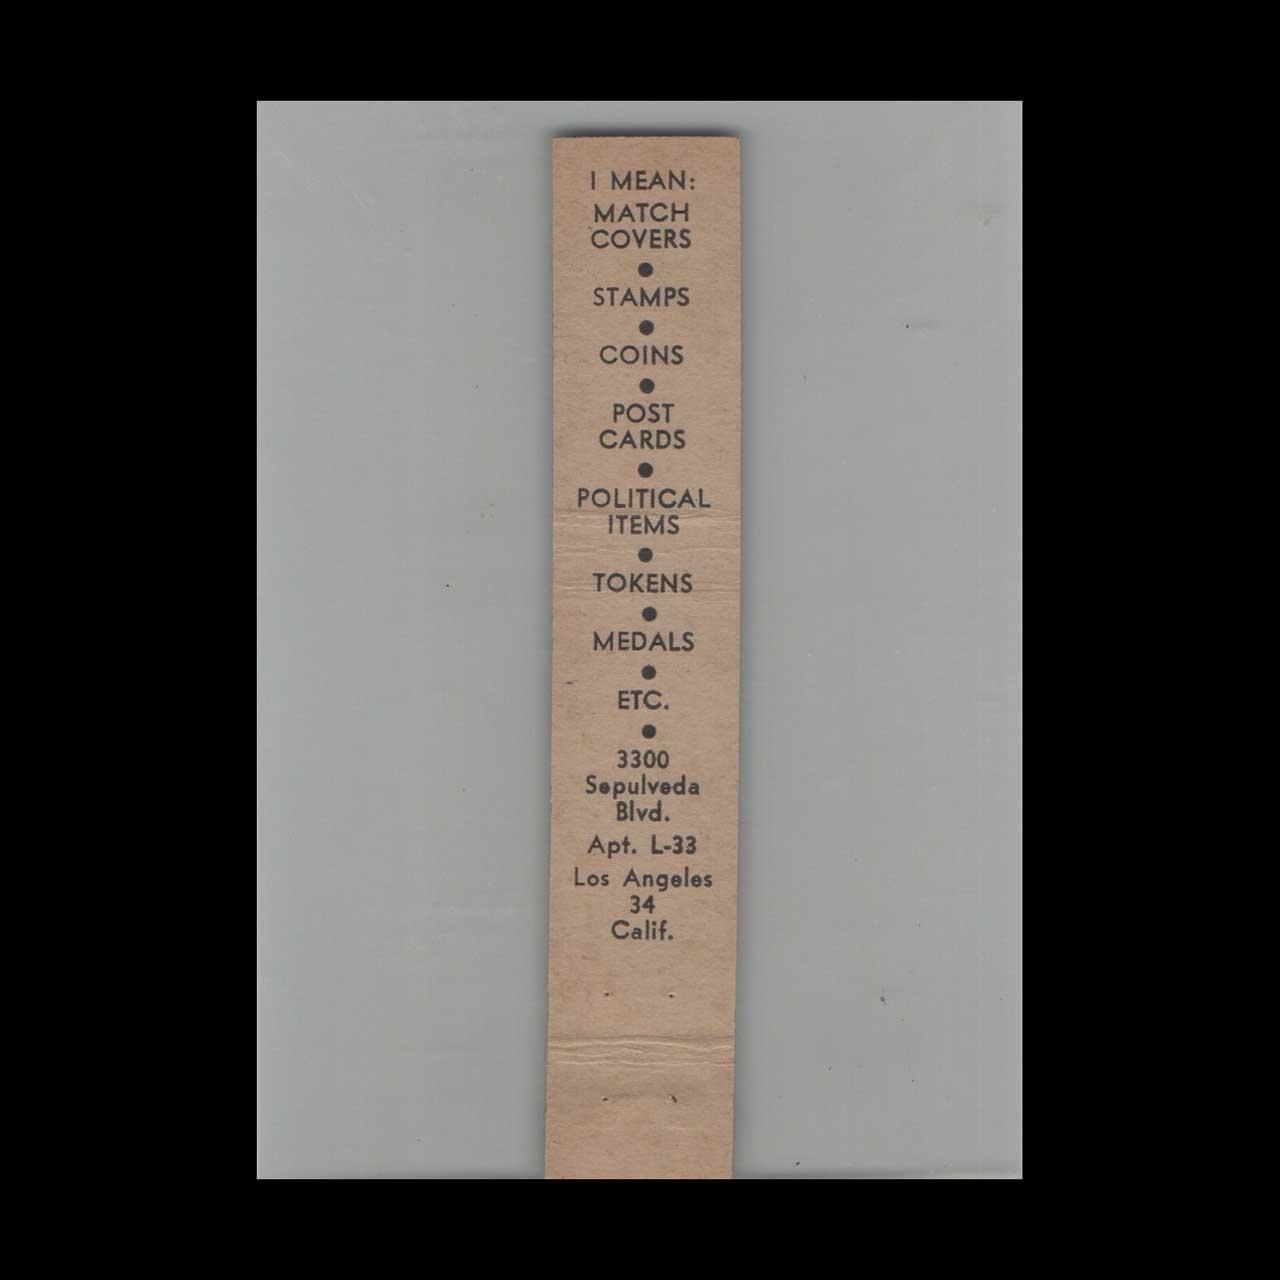 I MEAN:
MATCH
COVERS
●
STAMPS
●
COINS
●
POST
CARDS
●
POLITICAL
ITEMS
●
TOKENS
●
MEDALS
●
ETC.
●
3300
Sepulveda
Blvd.
Apt. L-33
Los Angeles
34
Calif.